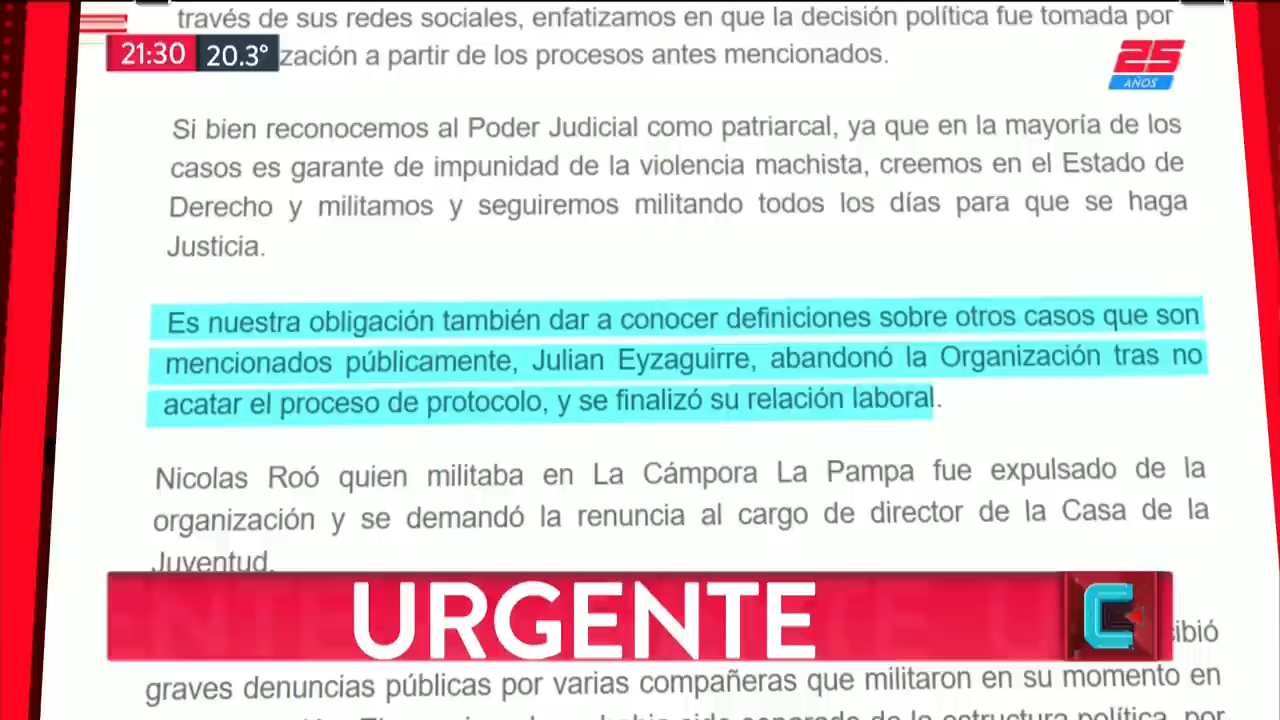 través de sus redes sociales, enfatizamos en que la decisión política fue tomada por
21:30 20.3° zación a partir de los procesos antes mencionados.
25
AÑOS
Si bien reconocemos al Poder Judicial como patriarcal, ya que en la mayoría de los
casos es garante de impunidad de la violencia machista, creemos en el Estado de
Derecho y militamos y seguiremos militando todos los días para que se haga
Justicia.
Es nuestra obligación también dar a conocer definiciones sobre otros casos que son
mencionados públicamente, Julian Eyzaguirre, abandonó la Organización tras no
acatar el proceso de protocolo, y se finalizó su relación laboral.
Nicolas Roó quien militaba en La Cámpora La Pampa fue expulsado de la
organización y se demandó la renuncia al cargo de director de la Casa de la
Juventud.
URGENTE
C
graves denuncias públicas por varias compañeras que militaron en su momento en